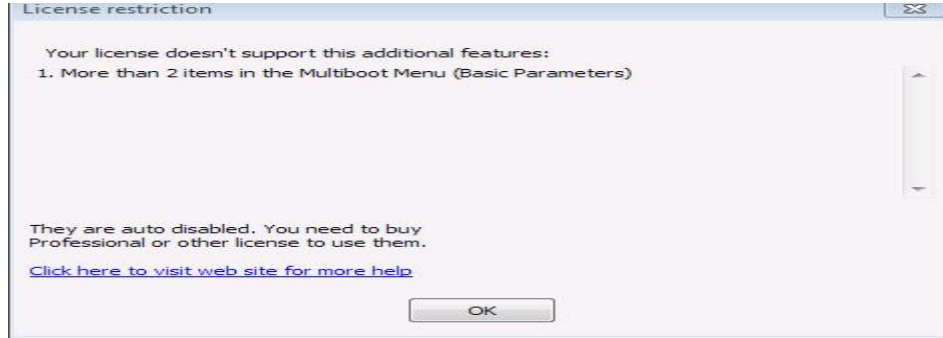 License restriction
Your license doesn't support this additional features:
1. More than 2 items in the Multiboot Menu (Basic Parameters)
They are auto disabled. You need to buy
Professional or other license to use them.
Click here to visit web site for more help
OK